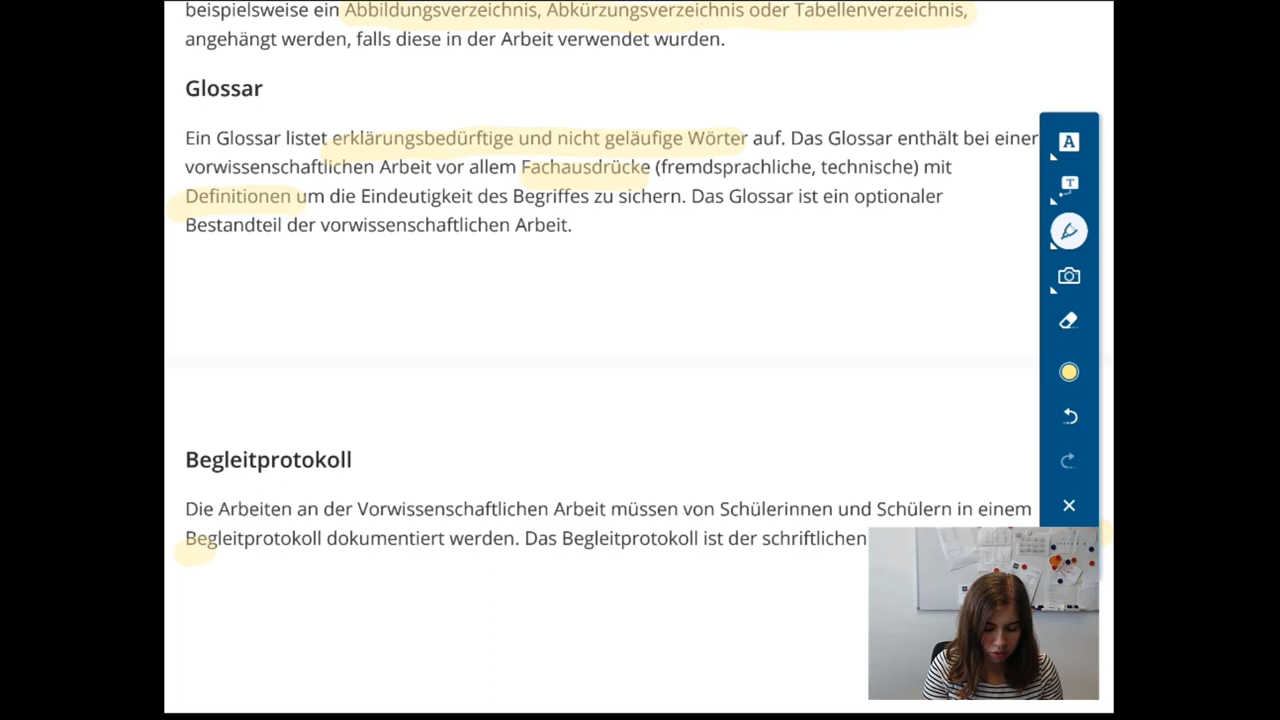 beispielsweise ein Abbildungsverzeichnis, Abkürzungsverzeichnis oder Tabellenverzeichnis,
angehängt werden, falls diese in der Arbeit verwendet wurden.
Glossar
Ein Glossar listet erklärungsbedürftige und nicht geläufige Wörter auf. Das Glossar enthält bei einer
vorwissenschaftlichen Arbeit vor allem Fachausdrücke (fremdsprachliche, technische) mit
Definitionen um die Eindeutigkeit des Begriffes zu sichern. Das Glossar ist ein optionaler
Bestandteil der vorwissenschaftlichen Arbeit.
Begleitprotokoll
Die Arbeiten an der Vorwissenschaftlichen Arbeit müssen von Schülerinnen und Schülern in einem
Begleitprotokoll dokumentiert werden. Das Begleitprotokoll ist der schriftlichen
A
T